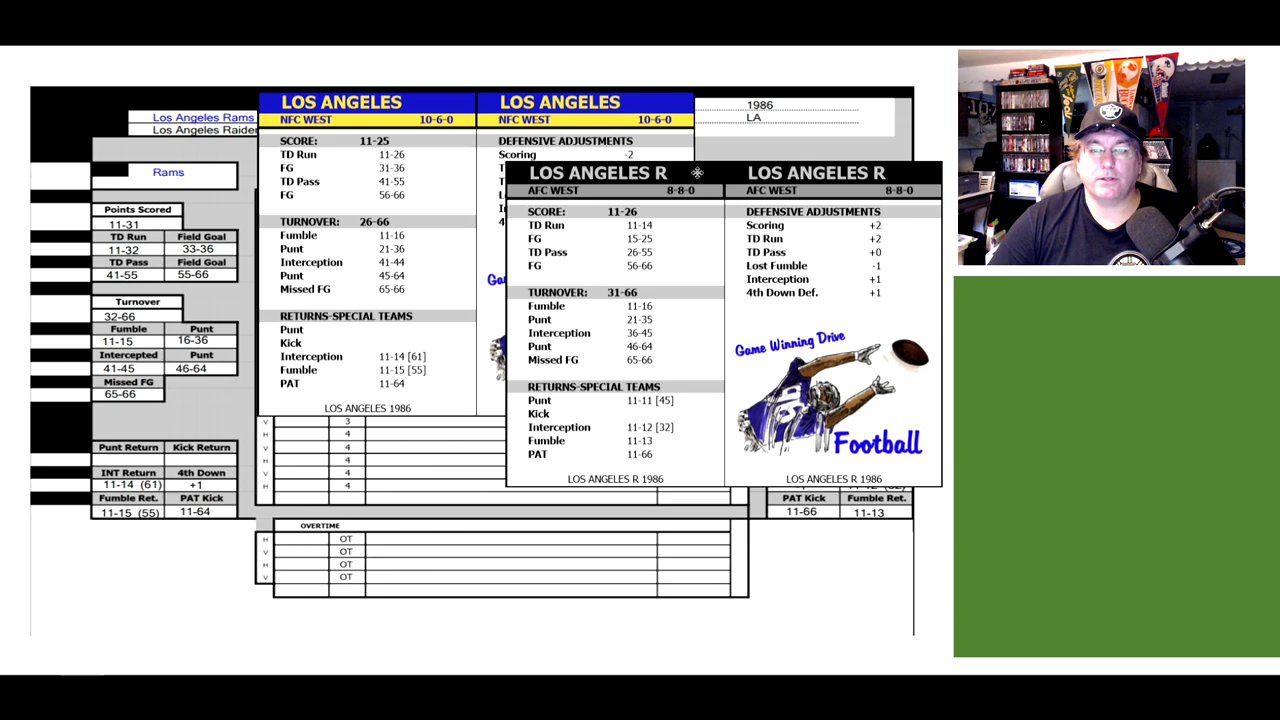 Los Angeles Rams
Los Angeles Raider
1986
LA
Rams
Points Scored
11-31
TD Run Field Goal
11-32 33-36
TD Pass Field Goal
41-55 55-66
Turnover
32-66
Fumble Punt
11-15 16-36
Intercepted Punt
41-45 46-64
Missed FG
65-66
Punt Return Kick Return
INT Return 4th Down
11-14 (61) +1
Fumble Ret. PAT Kick
11-15 (55) 11-64
LOS ANGELES
NFC WEST 10-6-0
SCORE: 11-25
TD Run 11-26
FG 31-36
TD Pass 41-55
FG 56-66
TURNOVER: 26-66
Fumble 11-16
Punt 21-36
Interception 41-44
Punt 45-64
Missed FG 65-66
RETURNS-SPECIAL TEAMS
Punt
Kick
Interception 11-14 [61]
Fumble 11-15 [55]
PAT 11-64
LOS ANGELES 1986
LOS ANGELES
NFC WEST 10-6-0
DEFENSIVE ADJUSTMENTS
Scoring -2
LOS ANGELES R
AFC WEST 8-8-0
SCORE: 11-26
TD Run 11-14
FG 15-25
TD Pass 26-55
FG 56-66
TURNOVER: 31-66
Fumble 11-16
Punt 21-35
Interception 36-45
Punt 46-64
Missed FG 65-66
RETURNS-SPECIAL TEAMS
Punt 11-11 [45]
Kick
Interception 11-12 [32]
Fumble 11-13
PAT 11-66
LOS ANGELES R 1986
LOS ANGELES R
AFC WEST 8-8-0
DEFENSIVE ADJUSTMENTS
Scoring +2
TD Run +2
TD Pass +0
Lost Fumble -1
Interception +1
4th Down Def. +1
Game Winning Drive
Football
LOS ANGELES R 1986
V 3
H 4
V 4
H 4
V 4
H 4
OVERTIME
H OT
V OT
H OT
V OT
PAT Kick Fumble Ret.
11-66 11-13